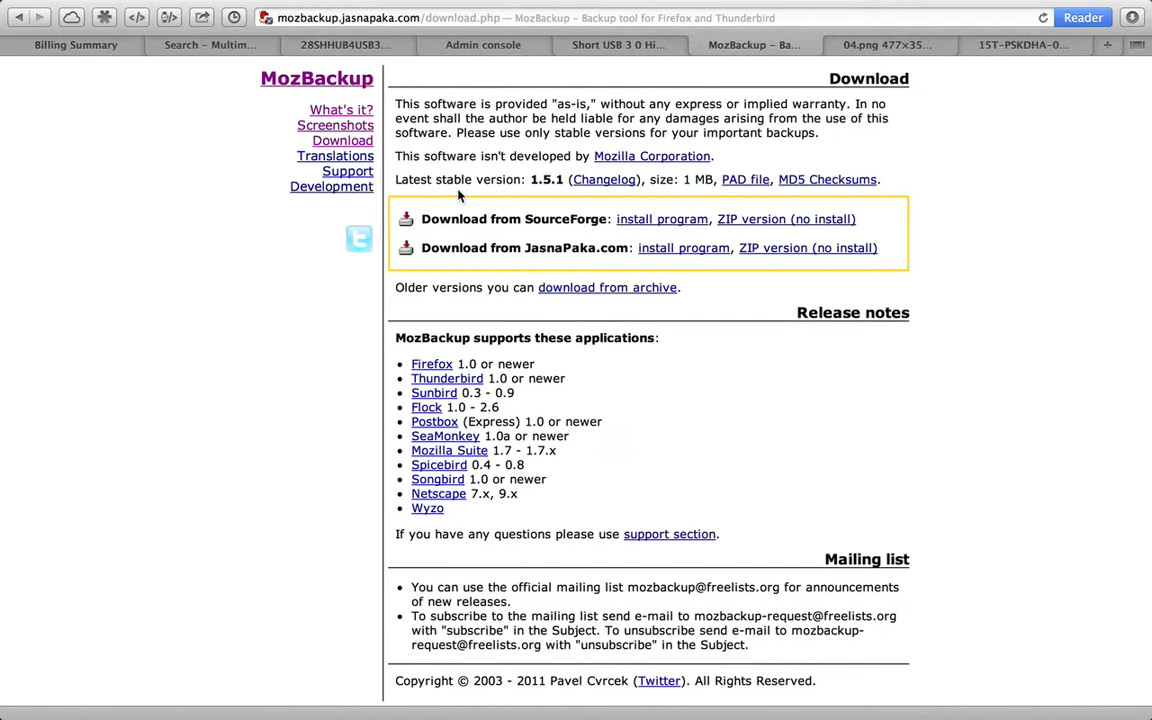 mozbackup.jasnapaka.com/download.php — MozBackup - Backup tool for Firefox and Thunderbird
Reader
Billing Summary
Search – Multim...
28SHHUB4USB3...
Admin console
Short USB 3 0 Hi...
MozBackup – Ba...
04.png 477×35...
15T-PSKDHA-0...
MozBackup
What's it?
Screenshots
Download
Translations
Support
Development
Download
This software is provided "as-is," without any express or implied warranty. In no
event shall the author be held liable for any damages arising from the use of this
software. Please use only stable versions for your important backups.
This software isn't developed by Mozilla Corporation.
Latest stable version: 1.5.1 (Changelog), size: 1 MB, PAD file, MD5 Checksums.
Download from SourceForge: install program, ZIP version (no install)
Download from JasnaPaka.com: install program, ZIP version (no install)
Older versions you can download from archive.
Release notes
MozBackup supports these applications:
• Firefox 1.0 or newer
• Thunderbird 1.0 or newer
• Sunbird 0.3 - 0.9
• Flock 1.0 - 2.6
• Postbox (Express) 1.0 or newer
• SeaMonkey 1.0a or newer
• Mozilla Suite 1.7 - 1.7.x
• Spicebird 0.4 - 0.8
• Songbird 1.0 or newer
• Netscape 7.x, 9.x
• Wyzo
If you have any questions please use support section.
Mailing list
• You can use the official mailing list mozbackup@freelists.org for announcements
of new releases.
• To subscribe to the mailing list send e-mail to mozbackup-request@freelists.org
with "subscribe" in the Subject. To unsubscribe send e-mail to mozbackup-
request@freelists.org with "unsubscribe" in the Subject.
Copyright © 2003 - 2011 Pavel Cvrcek (Twitter). All Rights Reserved.